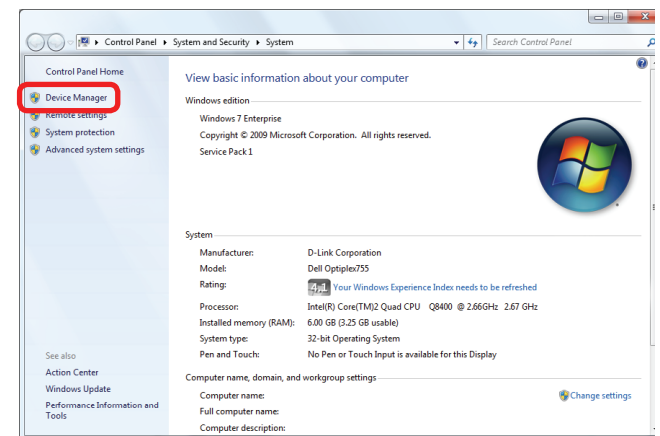 Control Panel ▸ System and Security ▸ System
Search Control Panel
Control Panel Home
Device Manager
Remote settings
System protection
Advanced system settings
See also
Action Center
Windows Update
Performance Information and
Tools
View basic information about your computer
Windows edition
Windows 7 Enterprise
Copyright © 2009 Microsoft Corporation. All rights reserved.
Service Pack 1
System
Manufacturer: D-Link Corporation
Model: Dell Optiplex755
Rating: 4,1 Your Windows Experience Index needs to be refreshed
Processor: Intel(R) Core(TM)2 Quad CPU Q8400 @ 2.66GHz 2.67 GHz
Installed memory (RAM): 6.00 GB (3.25 GB usable)
System type: 32-bit Operating System
Pen and Touch: No Pen or Touch Input is available for this Display
Computer name, domain, and workgroup settings
Computer name: Change settings
Full computer name:
Computer description: